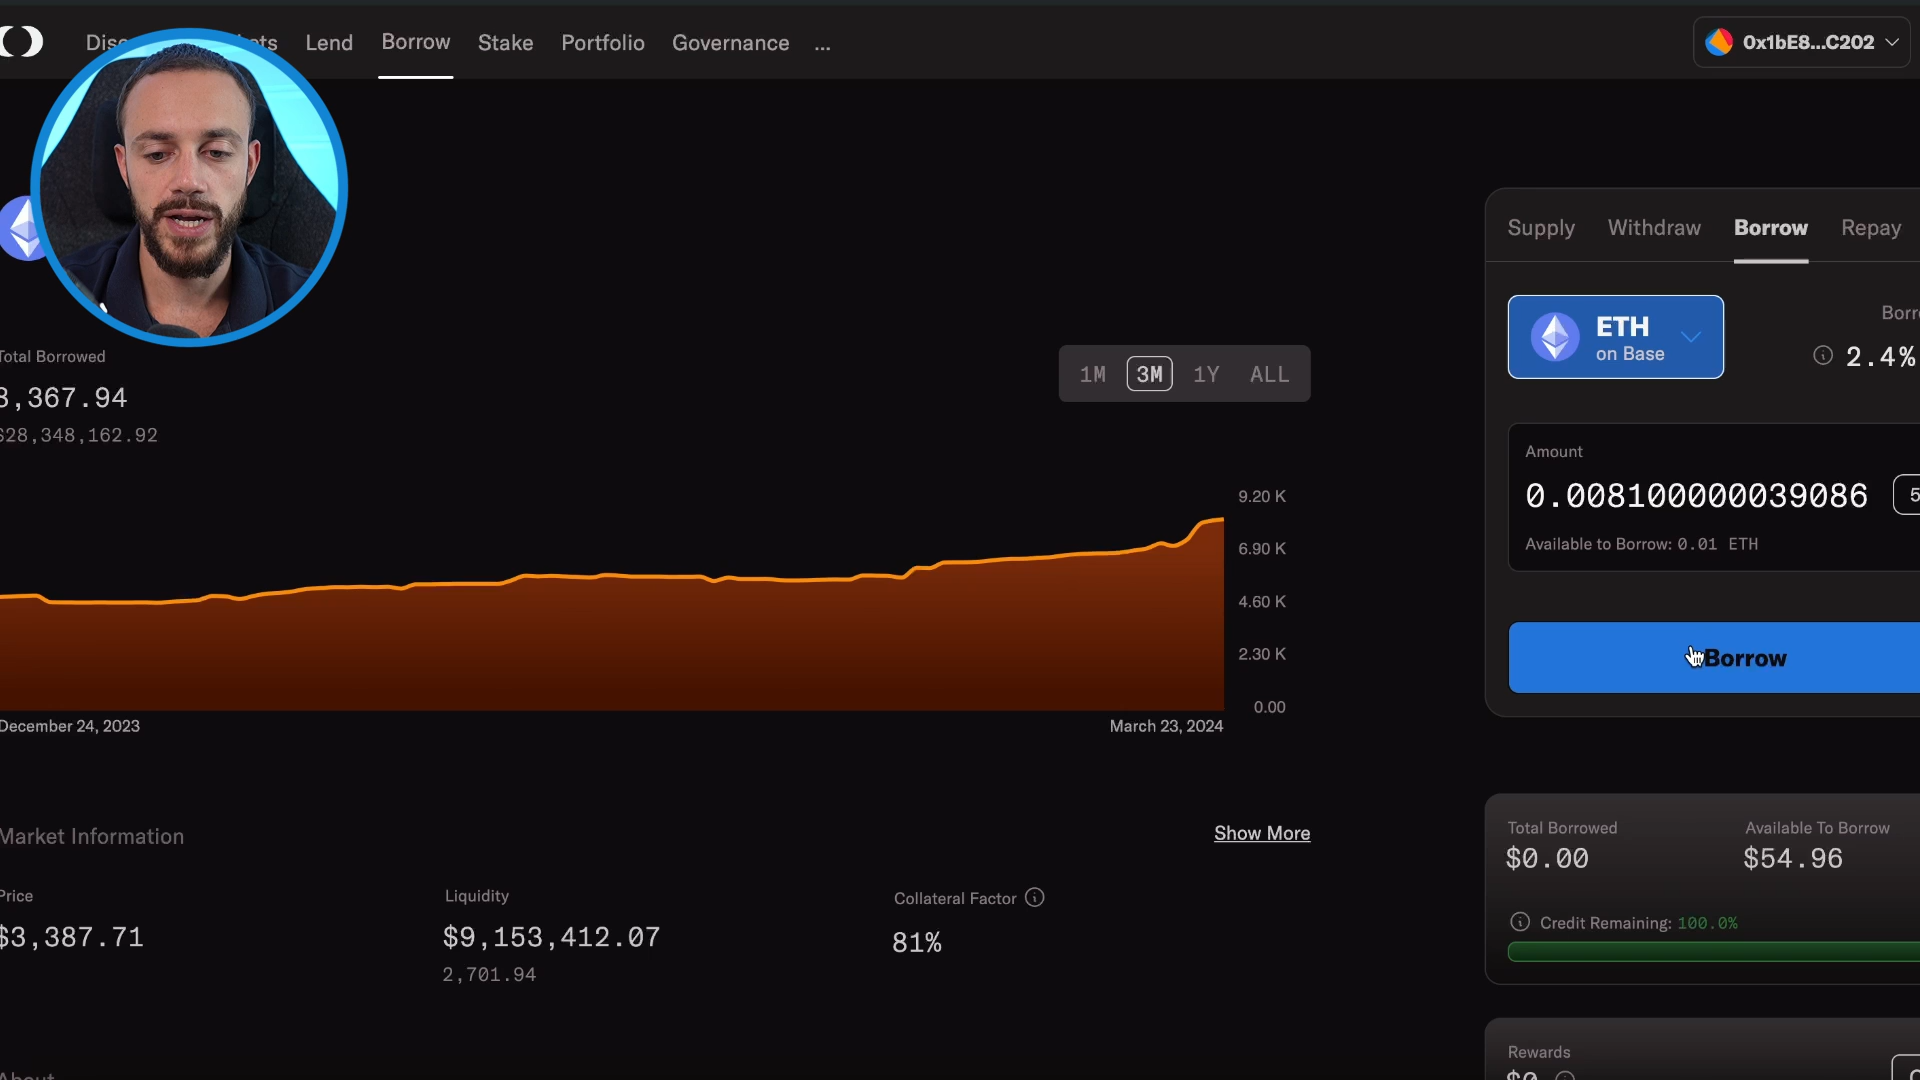 Lend
Borrow
Stake
Portfolio
Governance
...
0x1bE8...C202
Supply
Withdraw
Borrow
Repay
ETH
on Base
2.4%
Amount
0.008100000039086
Available to Borrow: 0.01 ETH
Borrow
Total Borrowed
8,367.94
$28,348,162.92
1M
3M
1Y
ALL
9.20 K
6.90 K
4.60 K
2.30 K
0.00
December 24, 2023
March 23, 2024
Market Information
Show More
Price
$3,387.71
Liquidity
$9,153,412.07
2,701.94
Collateral Factor
81%
Total Borrowed
$0.00
Available To Borrow
$54.96
Credit Remaining: 100.0%
Rewards